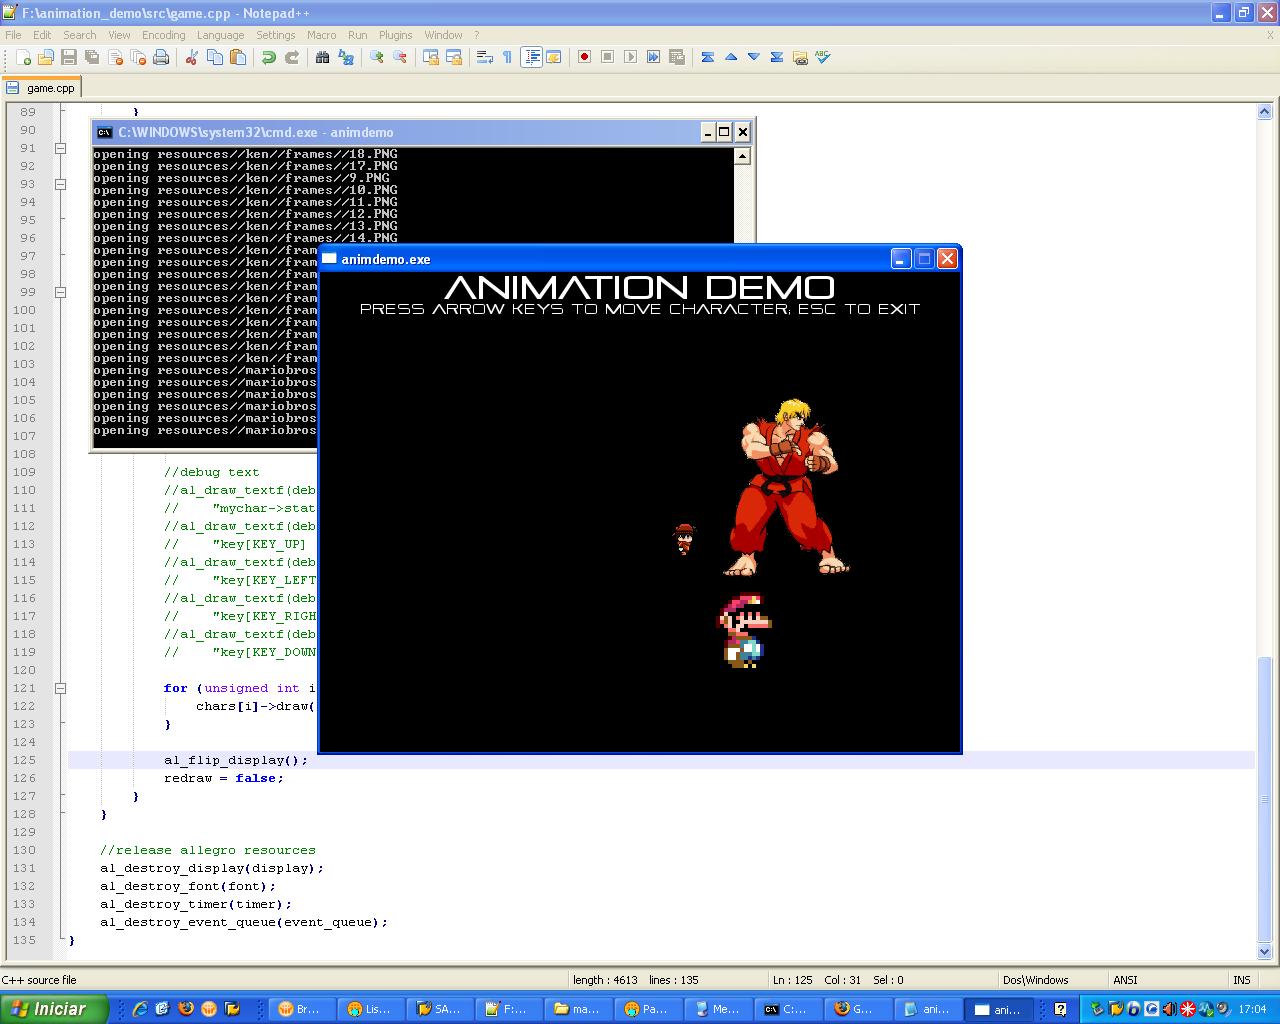 F:\animation_demo\src\game.cpp - Notepad++
File Edit Search View Encoding Language Settings Macro Run Plugins Window ? X
game.cpp
89 }
90
91
92
93
94
95
96
97
98
99
100
101
102
103
104
105
106
107
108
C:\WINDOWS\system32\cmd.exe - animdemo
opening resources//ken//frames//18.PNG
opening resources//ken//frames//17.PNG
opening resources//ken//frames//9.PNG
opening resources//ken//frames//10.PNG
opening resources//ken//frames//11.PNG
opening resources//ken//frames//12.PNG
opening resources//ken//frames//13.PNG
opening resources//ken//frames//14.PNG
opening resources//ken//fram
opening resources//ken//fram
opening resources//ken//fram
opening resources//ken//fram
opening resources//ken//fram
opening resources//ken//fram
opening resources//ken//fram
opening resources//ken//fram
opening resources//ken//fram
opening resources//ken//fram
opening resources//mariobros
opening resources//mariobros
opening resources//mariobros
opening resources//mariobros
opening resources//mariobros
opening resources//mariobros
animdemo.exe
ANIMATION DEMO
PRESS ARROW KEYS TO MOVE CHARACTER; ESC TO EXIT
109 //debug text
110 //al_draw_textf(deb
111 // "mychar->stat
112 //al_draw_textf(deb
113 // "key[KEY_UP]
114 //al_draw_textf(deb
115 // "key[KEY_LEFT
116 //al_draw_textf(deb
117 // "key[KEY_RIGH
118 //al_draw_textf(deb
119 // "key[KEY_DOWN
120
121 for (unsigned int i
122 chars[i]->draw(
123 }
124
125 al_flip_display();
126 redraw = false;
127 }
128 }
129
130 //release allegro resources
131 al_destroy_display(display);
132 al_destroy_font(font);
133 al_destroy_timer(timer);
134 al_destroy_event_queue(event_queue);
135 }
C++ source file length : 4613 lines : 135 Ln : 125 Col : 31 Sel : 0 Dos\Windows ANSI INS
Iniciar Br... Lis... SA... F:... ma... Pa... Me... C:... G... ani... ani... 17:04